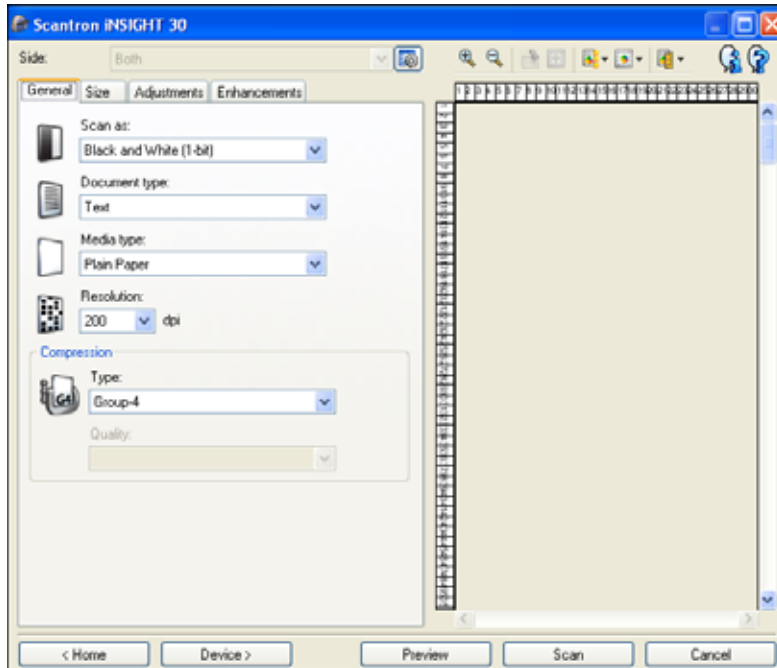 Scantron iNSIGHT 30
Side: Both
General Size Adjustments Enhancements
Scan as:
Black and White (1-bit)
Document type:
Text
Media type:
Plain Paper
Resolution:
200 dpi
Compression
Type:
G4 Group-4
Quality:
< Home Device > Preview Scan Cancel